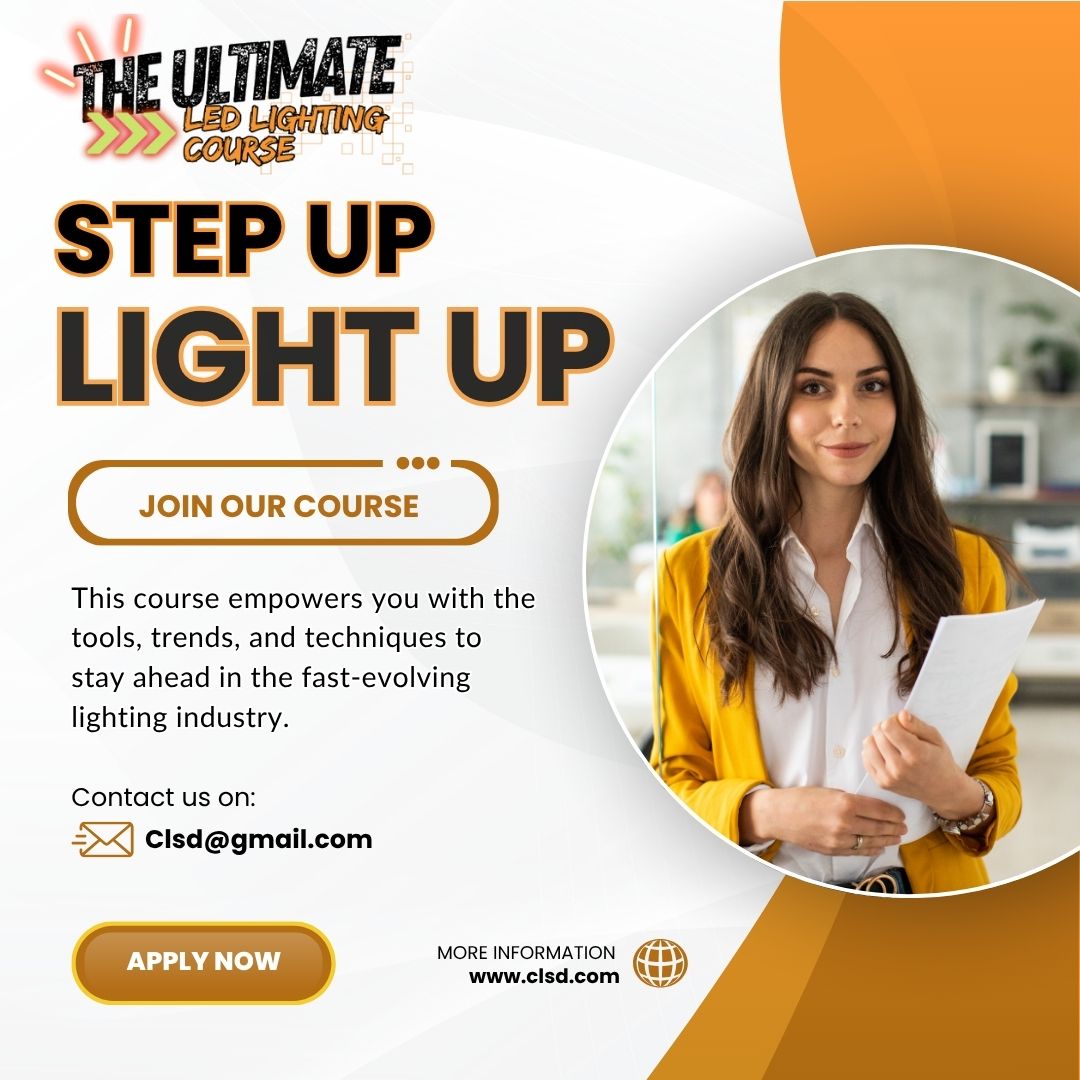 THE ULTIMATE
LED LIGHTING
COURSE
STEP UP
LIGHT UP
JOIN OUR COURSE
This course empowers you with the
tools, trends, and techniques to
stay ahead in the fast-evolving
lighting industry.
Contact us on:
Clsd@gmail.com
APPLY NOW
MORE INFORMATION
www.clsd.com